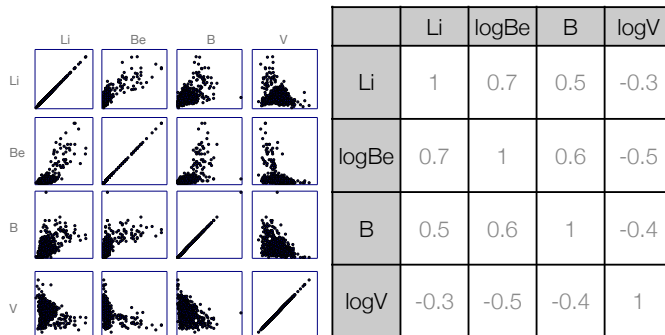 Li Be B V
Li
Be
B
V
Li logBe B logV
Li 1 0.7 0.5 -0.3
logBe 0.7 1 0.6 -0.5
B 0.5 0.6 1 -0.4
logV -0.3 -0.5 -0.4 1